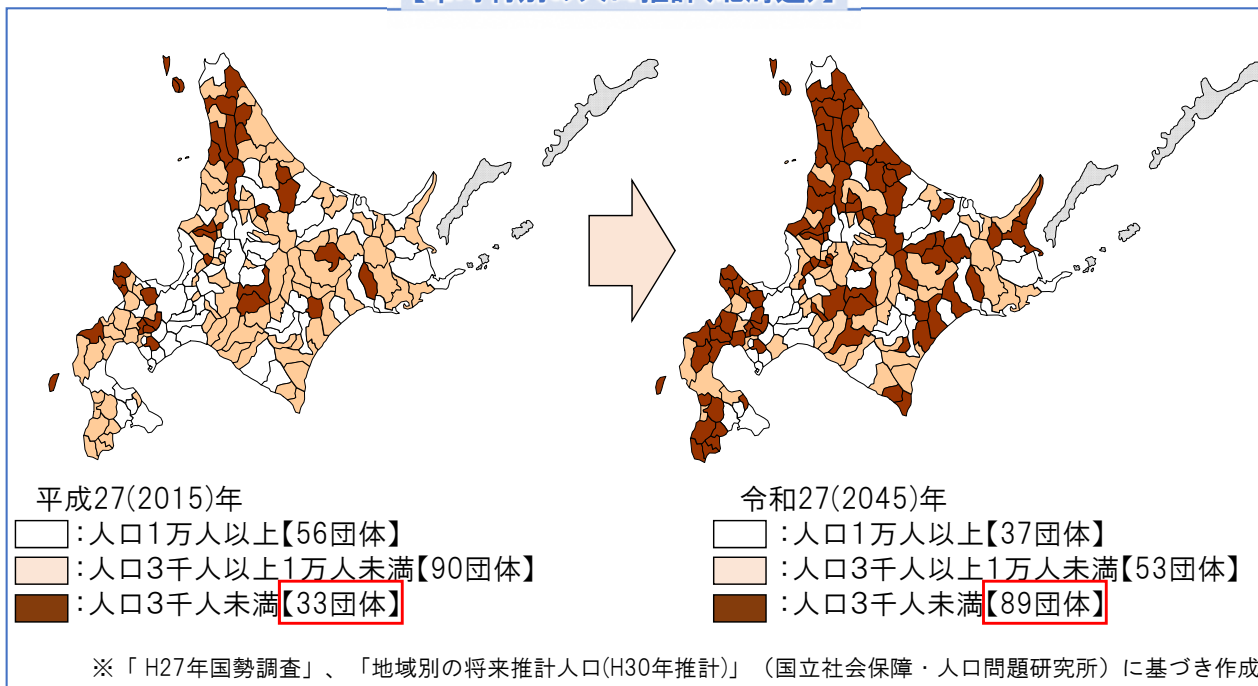 平成27(2015)年
:人口1万人以上【56団体】
:人口3千人以上1万人未満【90団体】
:人口3千人未満【33団体】
令和27(2045)年
:人口1万人以上【37団体】
:人口3千人以上1万人未満【53団体】
:人口3千人未満【89団体】
※「 H27年国勢調査」、「地域別の将来推計人口(H30年推計)」 (国立社会保障・人口問題研究所) に基づき作成